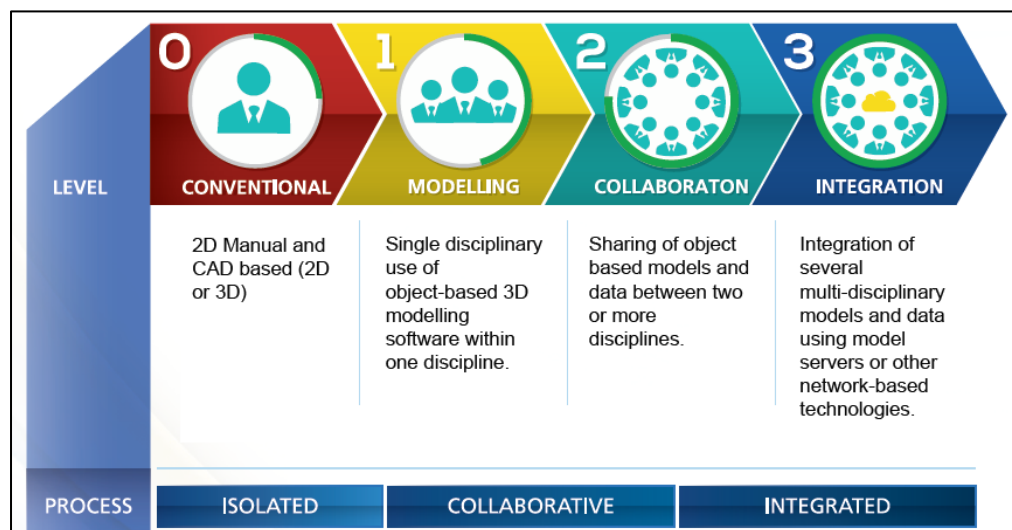 0
1
2
3
LEVEL
CONVENTIONAL
MODELLING
COLLABORATON
INTEGRATION
2D Manual and
CAD based (2D
or 3D)
Single disciplinary
use of
object-based 3D
modelling
software within
one discipline.
Sharing of object
based models and
data between two
or more
disciplines.
Integration of
several
multi-disciplinary
models and data
using model
servers or other
network-based
technologies.
PROCESS
ISOLATED
COLLABORATIVE
INTEGRATED